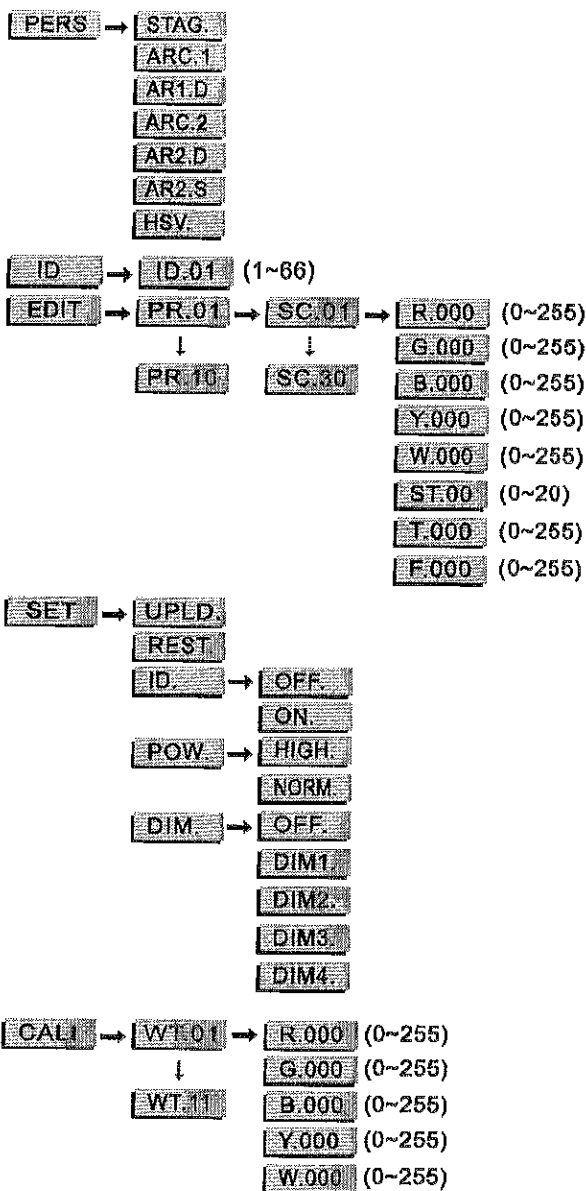 PERS → STAG.
ARC.1
AR1.D
ARC.2
AR2.D
AR2.S
HSV.
ID → ID.01 (1~66)
EDIT → PR.01 → SC.01 → R.000 (0~255)
↓ ↓ G.000 (0~255)
PR.10 SC.30 B.000 (0~255)
Y.000 (0~255)
W.000 (0~255)
ST.00 (0~20)
T.000 (0~255)
F.000 (0~255)
SET → UPLD.
REST.
ID. → OFF.
ON.
POW. → HIGH.
NORM.
DIM. → OFF.
DIM1.
DIM2.
DIM3.
DIM4.
CALI → WT.01 → R.000 (0~255)
↓ G.000 (0~255)
WT.11 B.000 (0~255)
Y.000 (0~255)
W.000 (0~255)